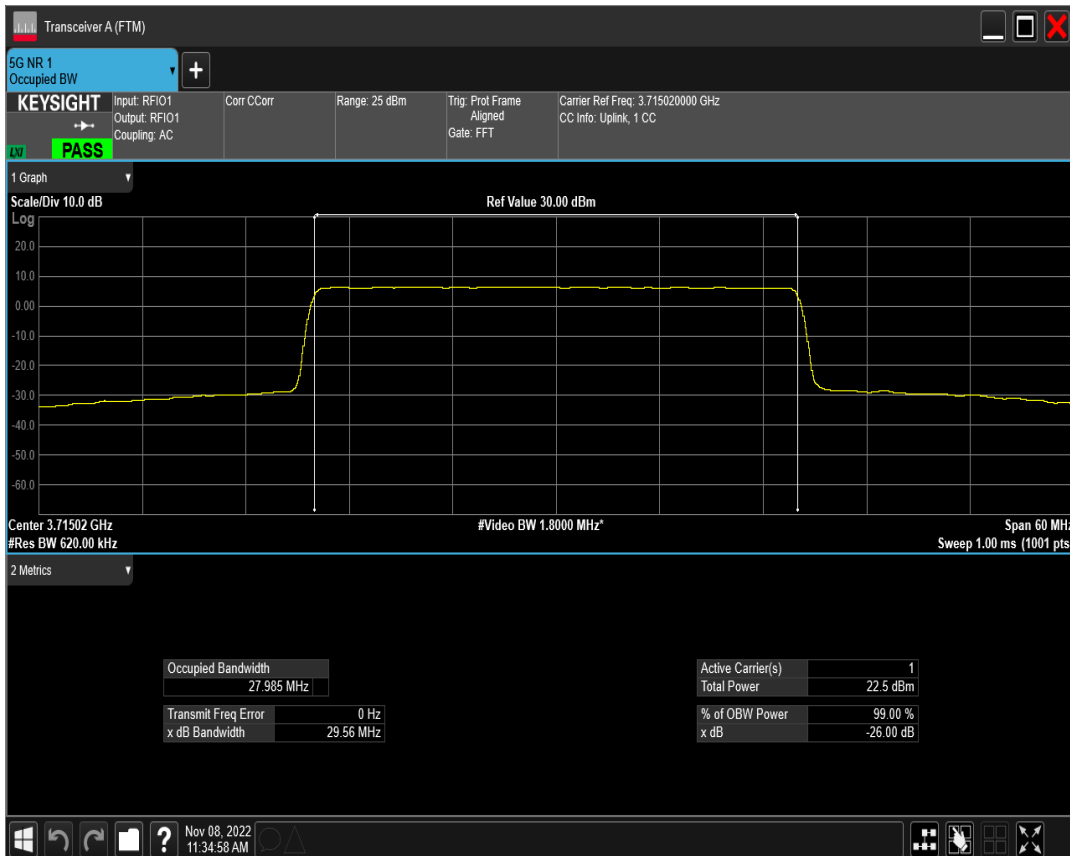 Transceiver A (FTM)
5G NR 1
Occupied BW
+
KEYSIGHT
LXI
PASS
Input: RFIO1
Output: RFIO1
Coupling: AC
Corr CCorr
Range: 25 dBm
Trig: Prot Frame
Aligned
Gate: FFT
Carrier Ref Freq: 3.715020000 GHz
CC Info: Uplink, 1 CC
1 Graph
Scale/Div 10.0 dB
Ref Value 30.00 dBm
Log
20.0
10.0
0.00
-10.0
-20.0
-30.0
-40.0
-50.0
-60.0
Center 3.71502 GHz
#Video BW 1.8000 MHz*
Span 60 MHz
#Res BW 620.00 kHz
Sweep 1.00 ms (1001 pts
2 Metrics
Occupied Bandwidth
27.985 MHz
Transmit Freq Error 0 Hz
x dB Bandwidth 29.56 MHz
Active Carrier(s) 1
Total Power 22.5 dBm
% of OBW Power 99.00 %
x dB -26.00 dB
?
Nov 08, 2022
11:34:58 AM